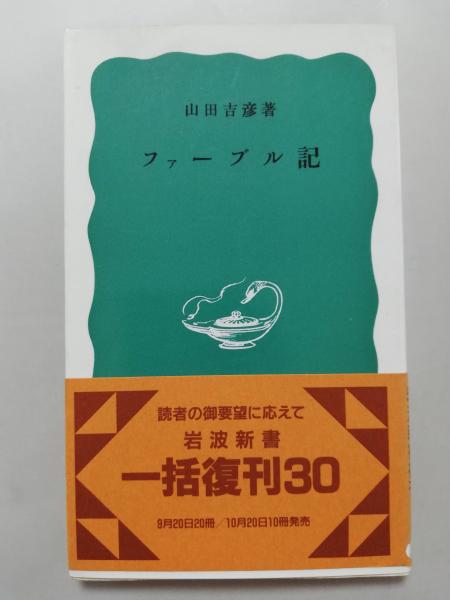 山田吉彦著
ファーブル記
読者の御要望に応えて
岩波新書
一括復刊30
9月20日20冊／10月20日10冊発売